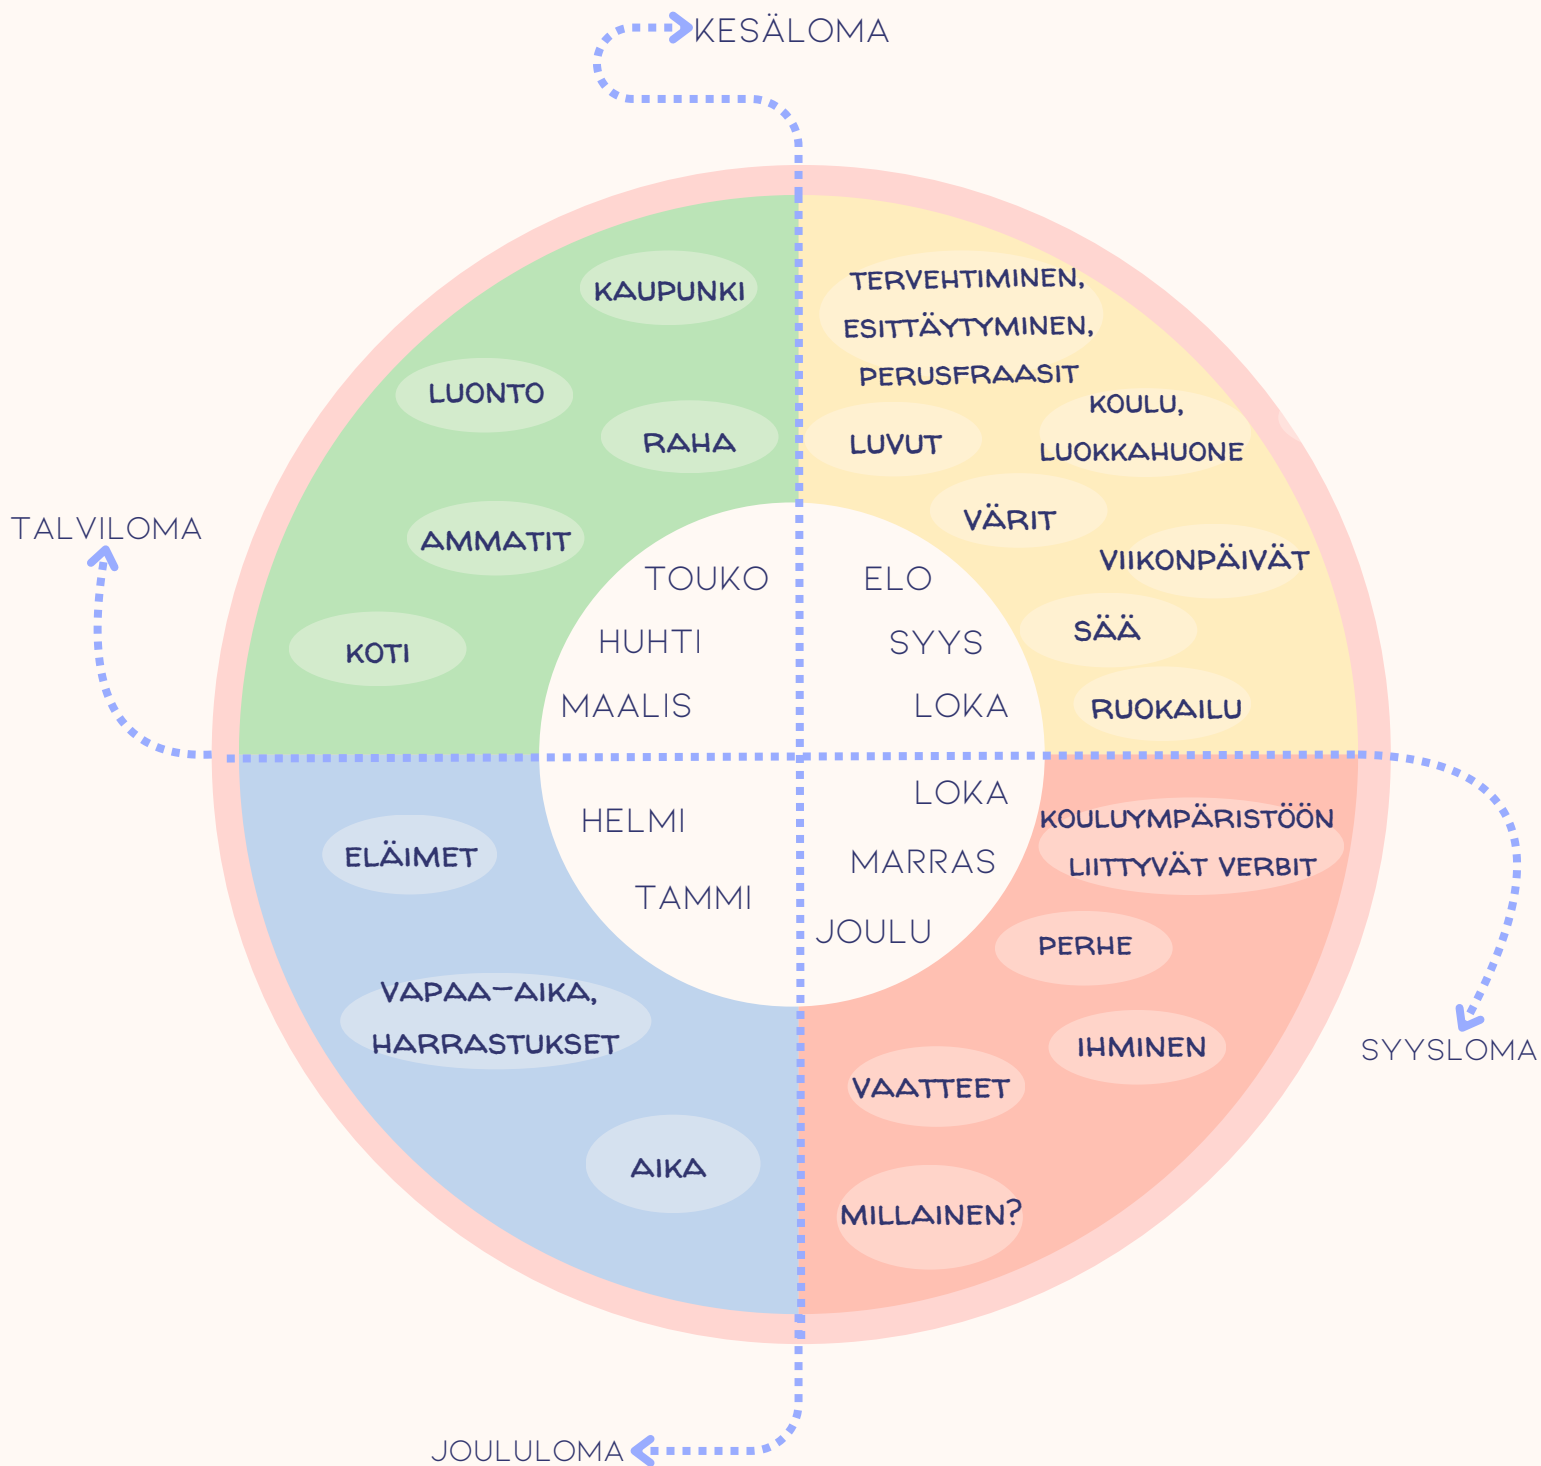 KESÄLOMA
KAUPUNKI
LUONTO
RAHA
AMMATIT
KOTI
TERVEHTIMINEN,
ESITTÄYTYMINEN,
PERUSFRAASIT
KOULU,
LUOKKAHUONE
LUVUT
VÄRIT
VIIKONPÄIVÄT
SÄÄ
RUOKAILU
TALVILOMA
TOUKO
HUHTI
MAALIS
ELO
SYYS
LOKA
HELMI
TAMMI
LOKA
MARRAS
JOULU
ELÄIMET
VAPAA-AIKA,
HARRASTUKSET
AIKA
KOULUYMPÄRISTÖÖN
LIITTYVÄT VERBIT
PERHE
IHMINEN
VAATTEET
MILLAINEN?
SYYSLOMA
JOULULOMA